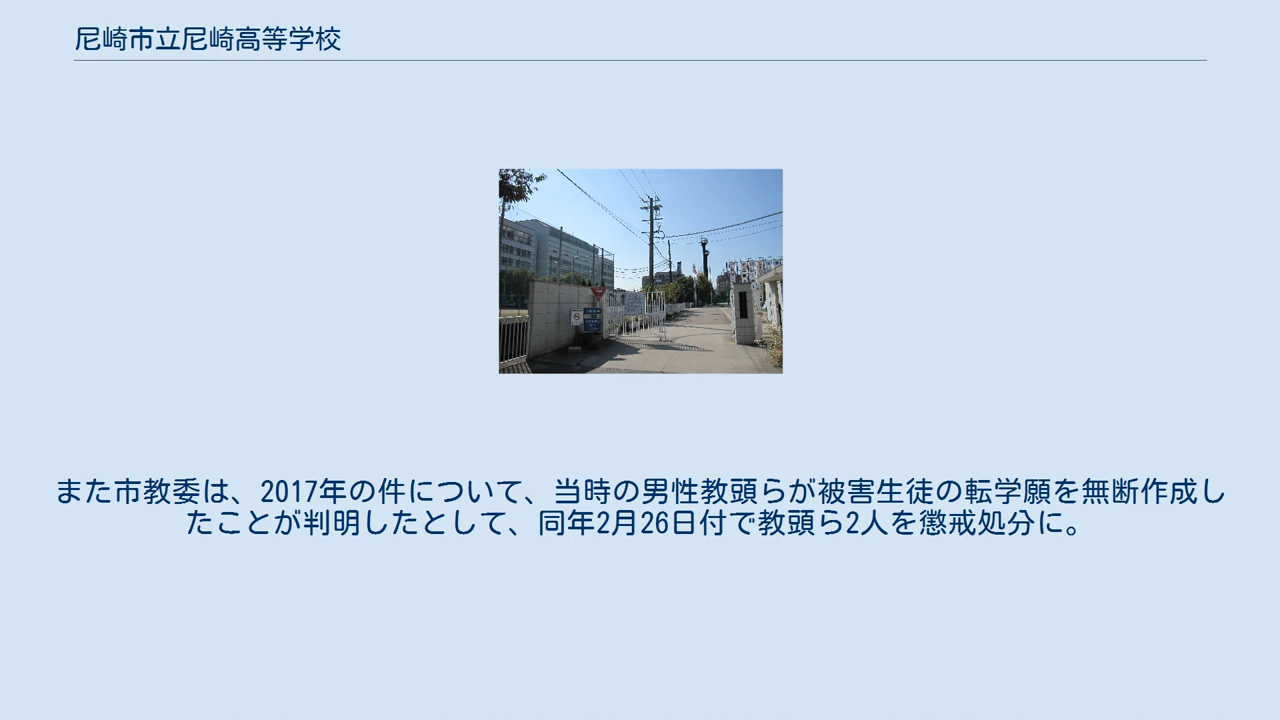 尼崎市立尼崎高等学校
また市教委は、2017年の件について、当時の男性教頭らが被害生徒の転学願を無断作成し
たことが判明したとして、同年2月26日付で教頭ら2人を懲戒処分に。